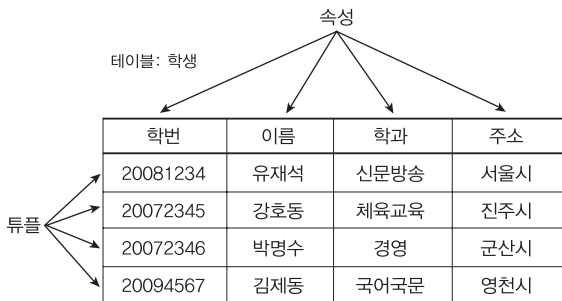 속성
테이블: 학생
학번 이름 학과 주소
20081234 유재석 신문방송 서울시
20072345 강호동 체육교육 진주시
튜플
20072346 박명수 경영 군산시
20094567 김제동 국어국문 영천시